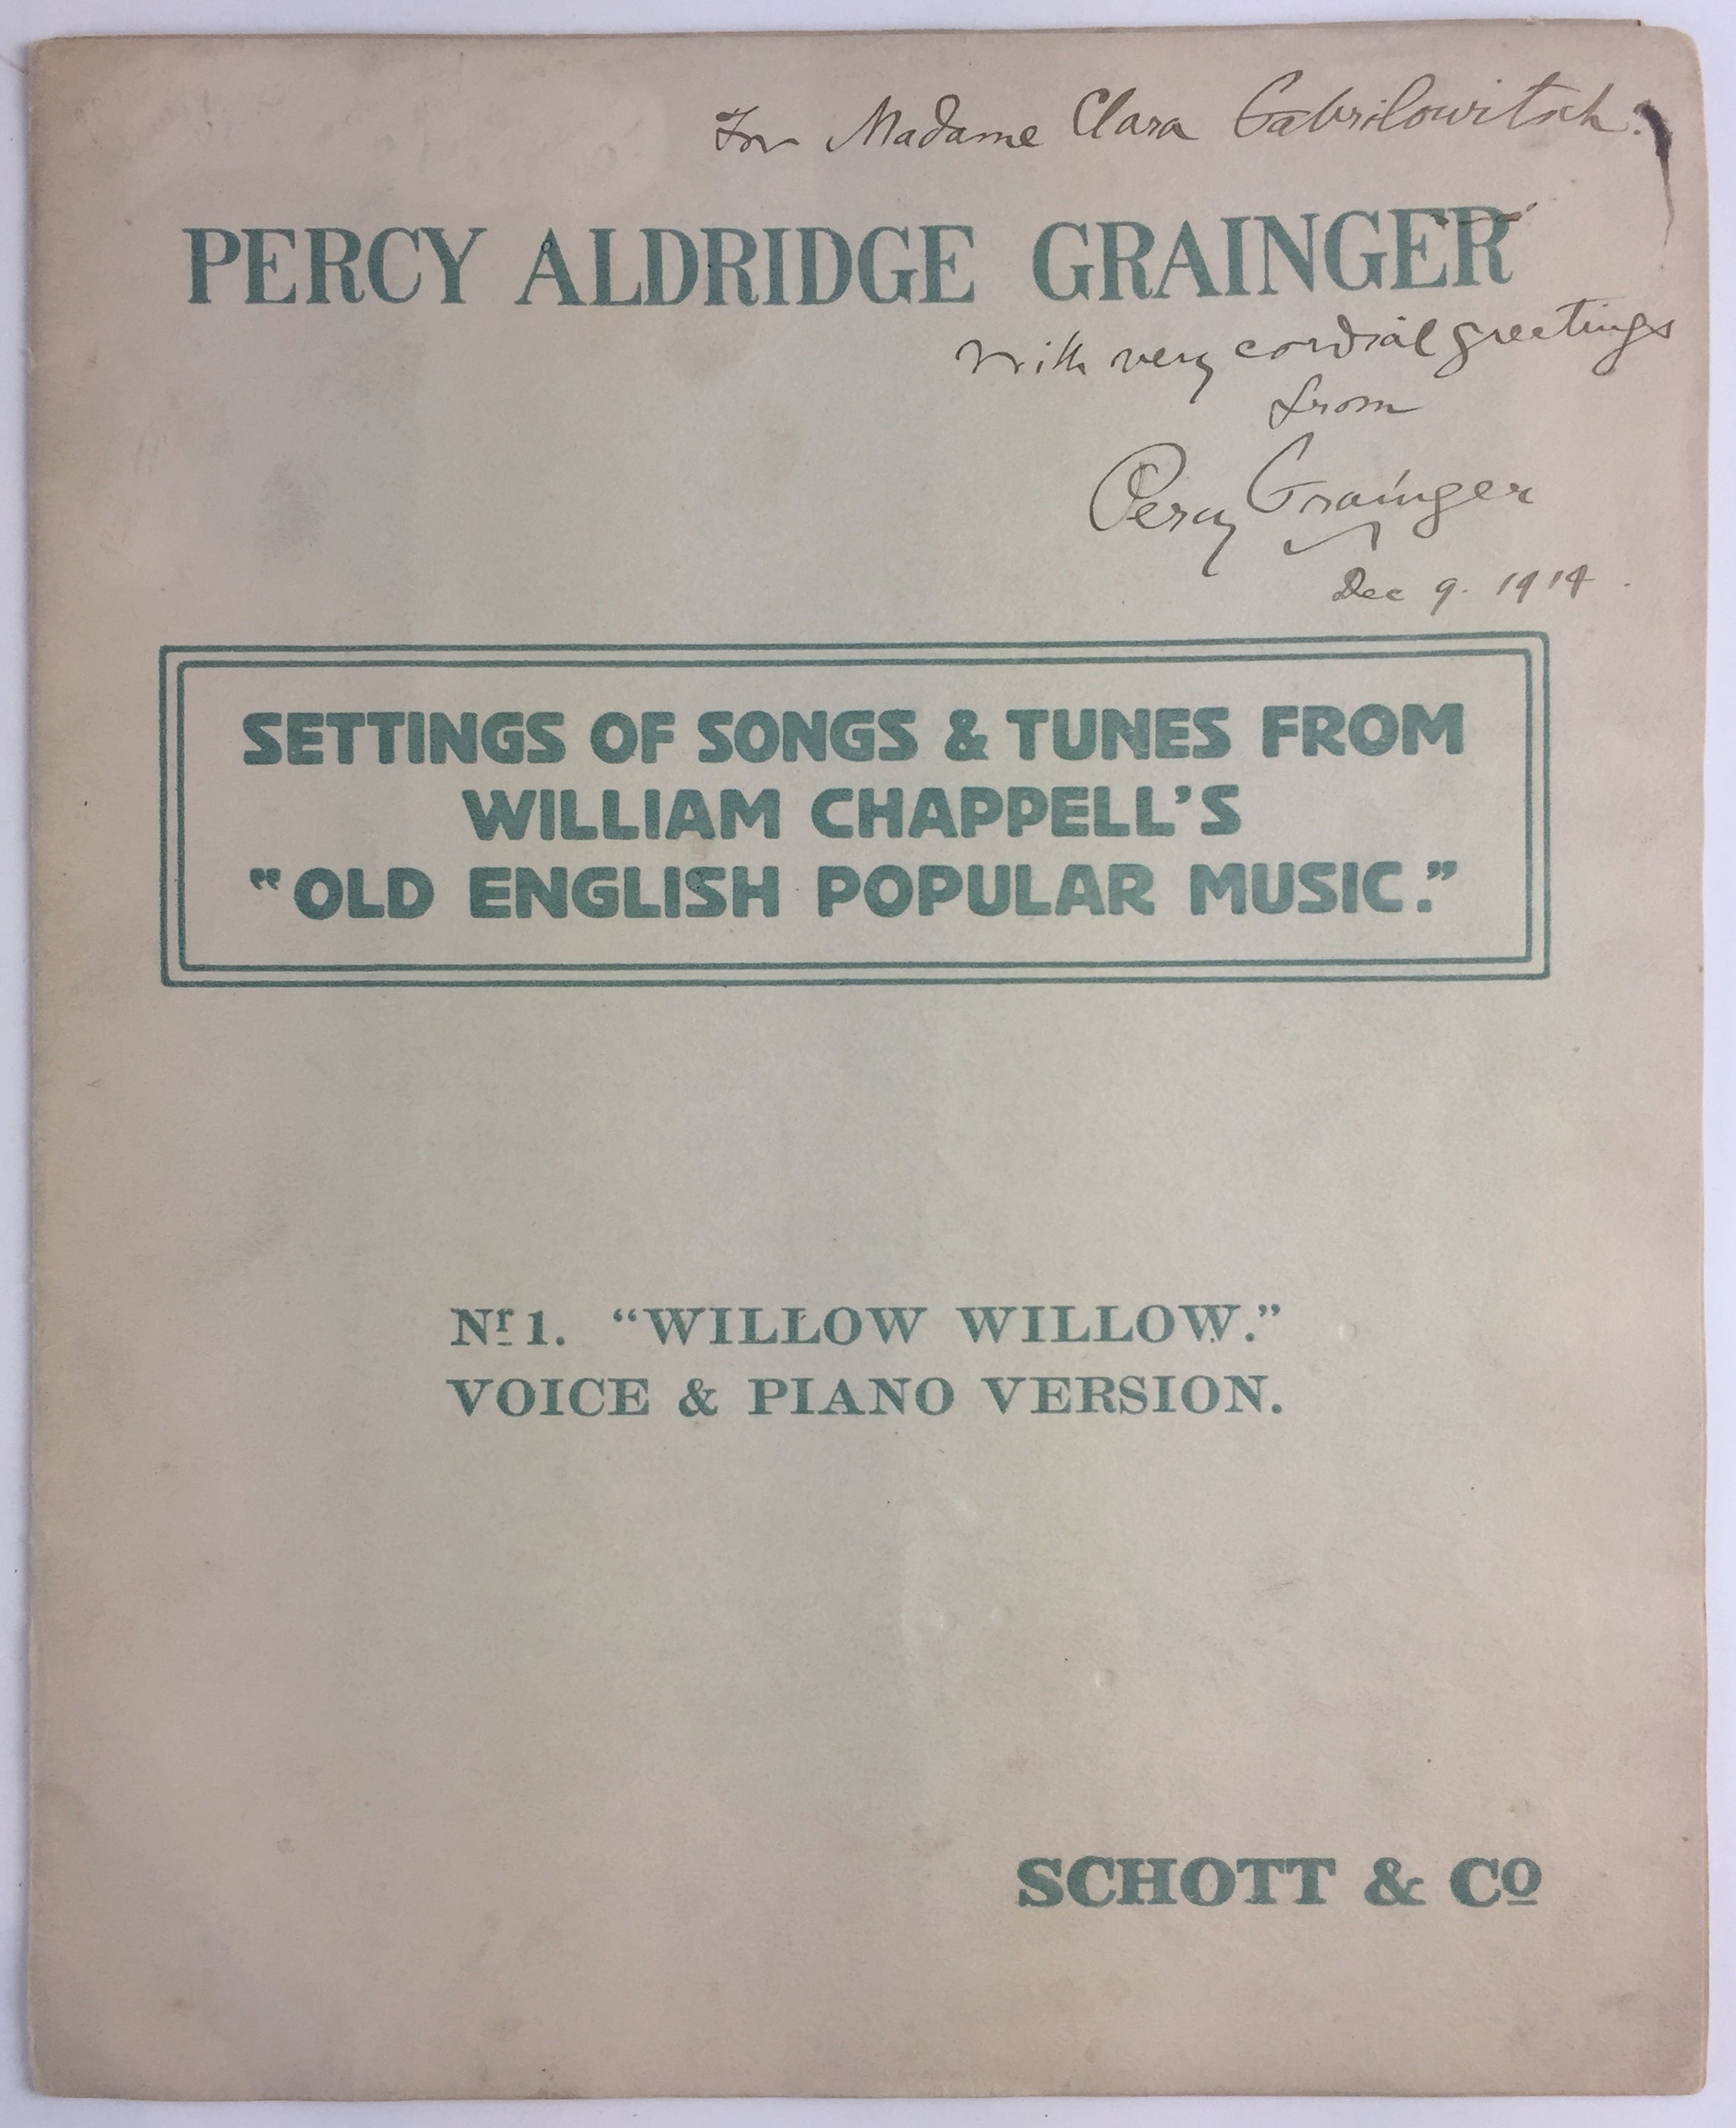 For Madame Clara Gabrilowitsch.
PERCY ALDRIDGE GRAINGER
With very cordial greetings
from
Percy Grainger
Dec 9. 1914.
SETTINGS OF SONGS & TUNES FROM
WILLIAM CHAPPELL'S
"OLD ENGLISH POPULAR MUSIC."
Nr 1. "WILLOW WILLOW."
VOICE & PIANO VERSION.
SCHOTT & Co